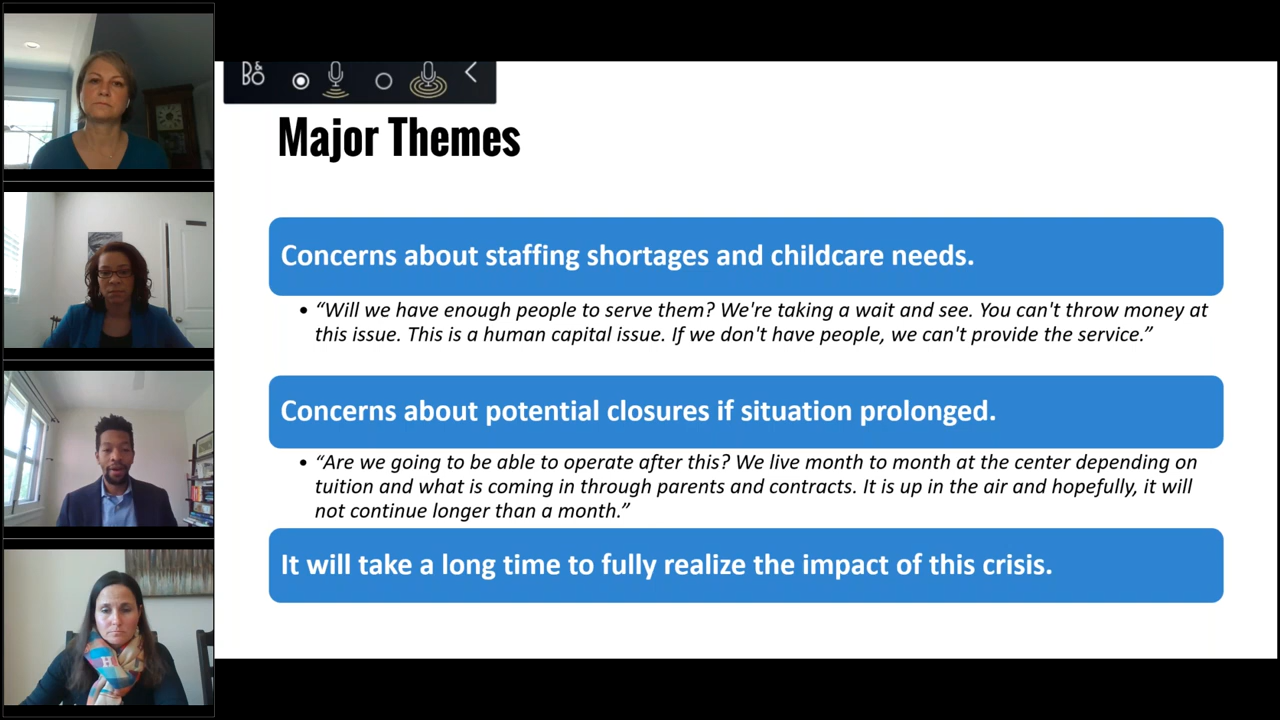 B&
BO
Major Themes
Concerns about staffing shortages and childcare needs.
• “Will we have enough people to serve them? We're taking a wait and see. You can't throw money at
this issue. This is a human capital issue. If we don't have people, we can't provide the service.”
Concerns about potential closures if situation prolonged.
• “Are we going to be able to operate after this? We live month to month at the center depending on
tuition and what is coming in through parents and contracts. It is up in the air and hopefully, it will
not continue longer than a month.”
It will take a long time to fully realize the impact of this crisis.
H